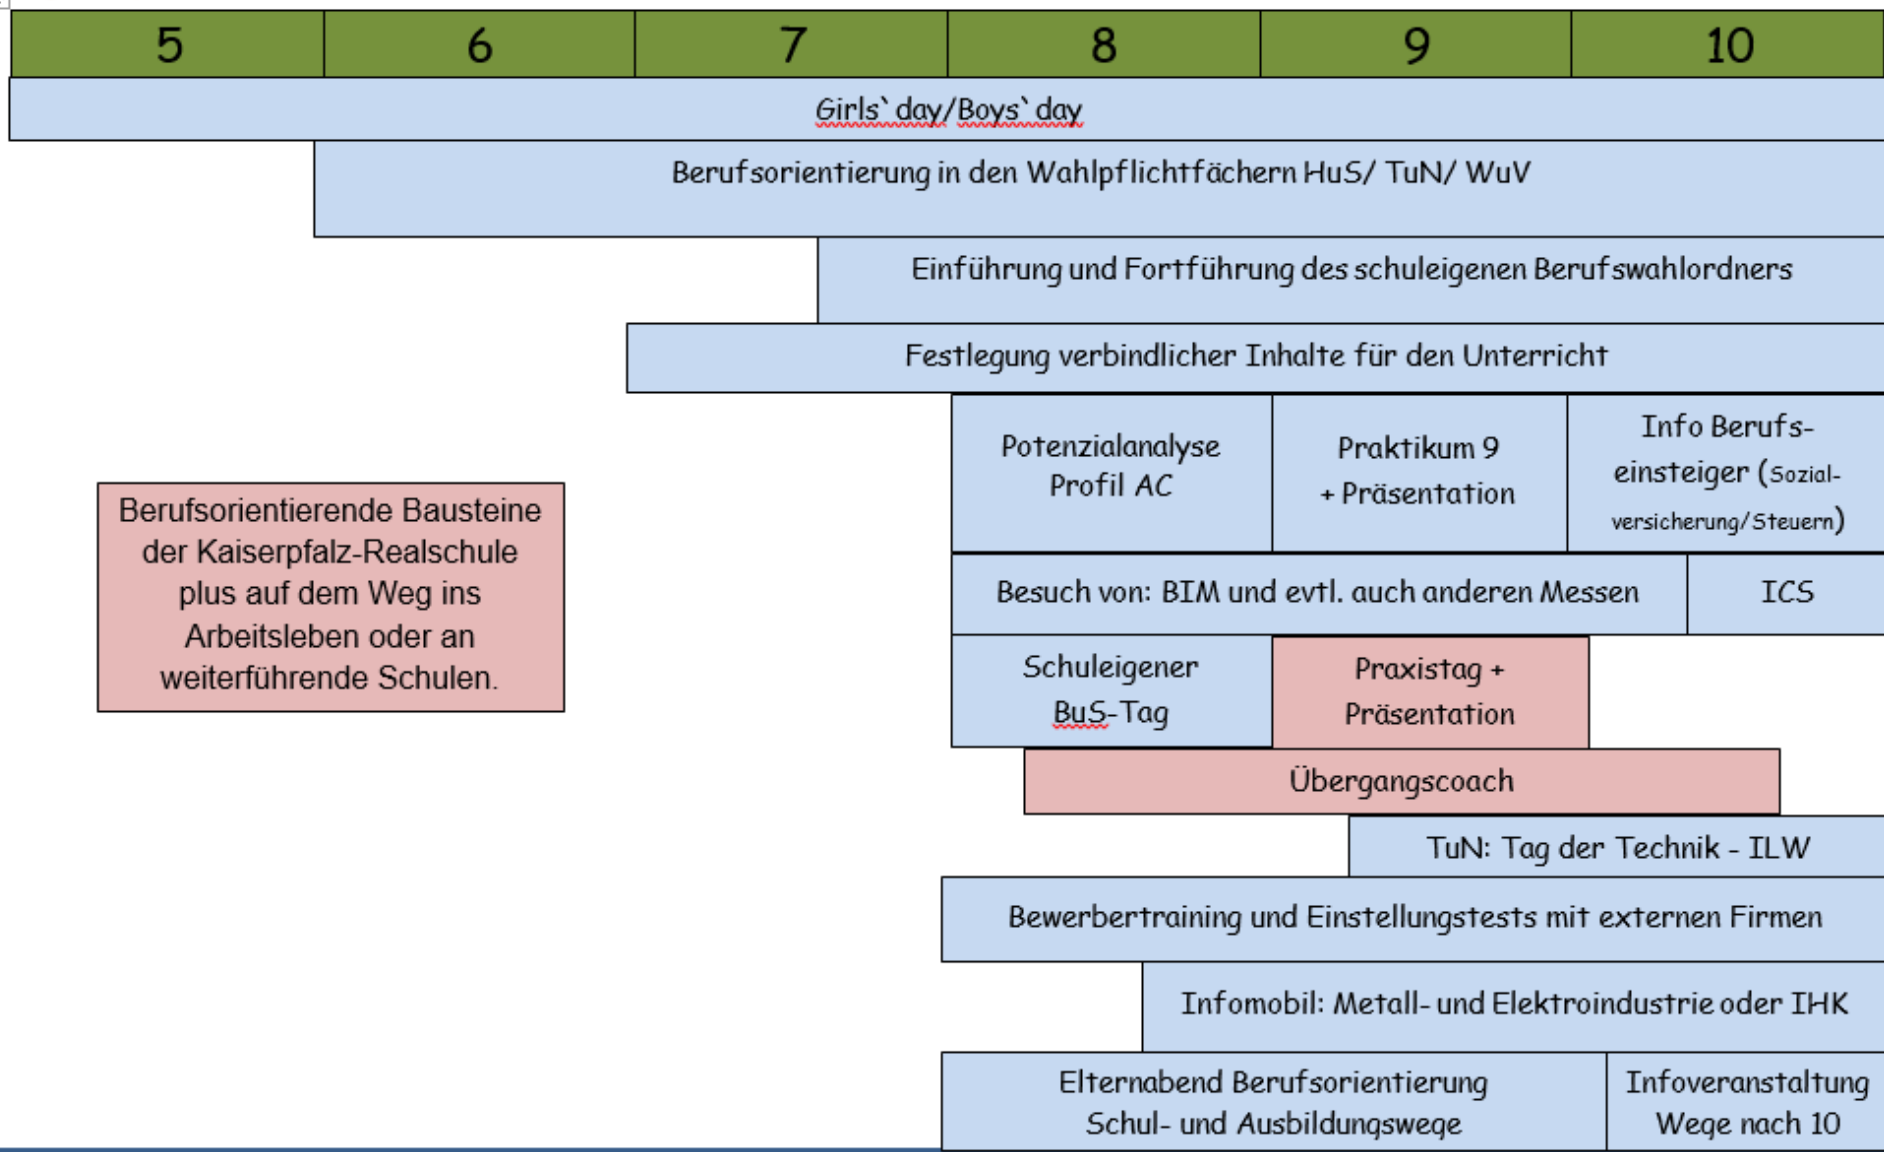 5 6 7 8 9 10
Girls`day/Boys`day
Berufsorientierung in den Wahlpflichtfächern HuS/ TuN/ WuV
Einführung und Fortführung des schuleigenen Berufswahlordners
Festlegung verbindlicher Inhalte für den Unterricht
Potenzialanalyse
Profil AC
Praktikum 9
+ Präsentation
Info Berufs-
einsteiger (Sozial-
versicherung/Steuern)
Berufsorientierende Bausteine
der Kaiserpfalz-Realschule
plus auf dem Weg ins
Arbeitsleben oder an
weiterführende Schulen.
Besuch von: BIM und evtl. auch anderen Messen
ICS
Schuleigener
BuS-Tag
Praxistag +
Präsentation
Übergangscoach
TuN: Tag der Technik - ILW
Bewerbertraining und Einstellungstests mit externen Firmen
Infomobil: Metall- und Elektroindustrie oder IHK
Elternabend Berufsorientierung
Schul- und Ausbildungswege
Infoveranstaltung
Wege nach 10